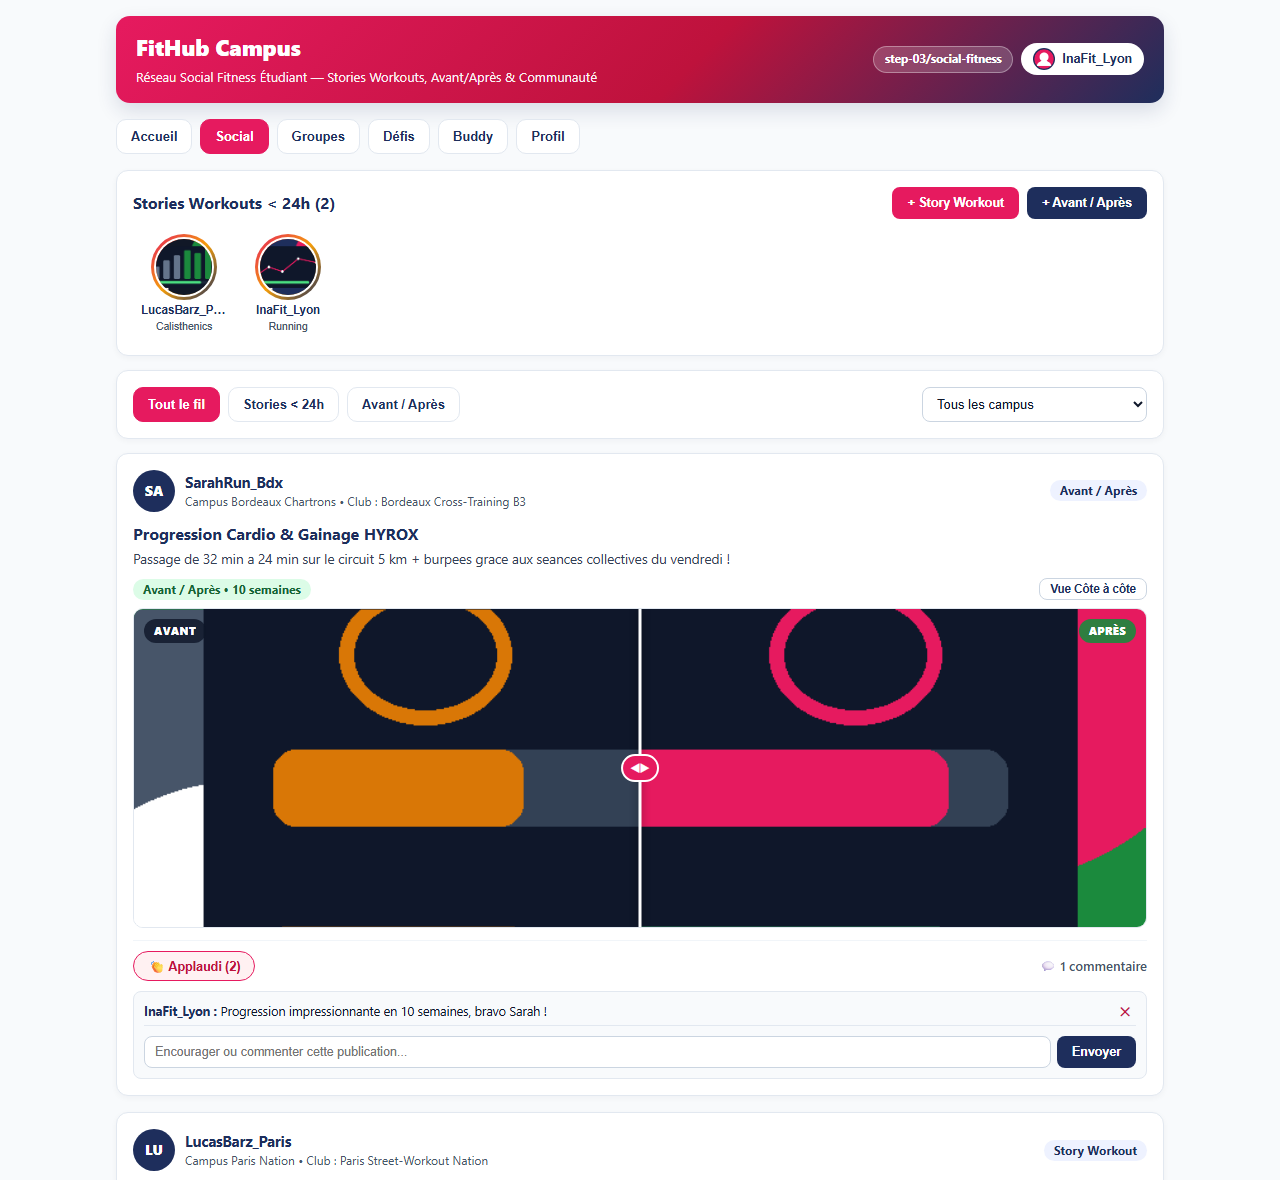 FitHub Campus
Réseau Social Fitness Étudiant — Stories Workouts, Avant/Après & Communauté
step-03/social-fitness
InaFit_Lyon
Accueil
Social
Groupes
Défis
Buddy
Profil
Stories Workouts < 24h (2)
+ Story Workout
+ Avant / Après
LucasBarz_P...
Calisthenics
InaFit_Lyon
Running
Tout le fil
Stories < 24h
Avant / Après
Tous les campus
SA
SarahRun_Bdx
Campus Bordeaux Chartrons • Club : Bordeaux Cross-Training B3
Avant / Après
Progression Cardio & Gainage HYROX
Passage de 32 min a 24 min sur le circuit 5 km + burpees grace aux seances collectives du vendredi !
Avant / Après • 10 semaines
Vue Côte à côte
AVANT
APRÈS
👏 Applaudi (2)
💬 1 commentaire
InaFit_Lyon : Progression impressionnante en 10 semaines, bravo Sarah !
Encourager ou commenter cette publication...
Envoyer
LU
LucasBarz_Paris
Campus Paris Nation • Club : Paris Street-Workout Nation
Story Workout